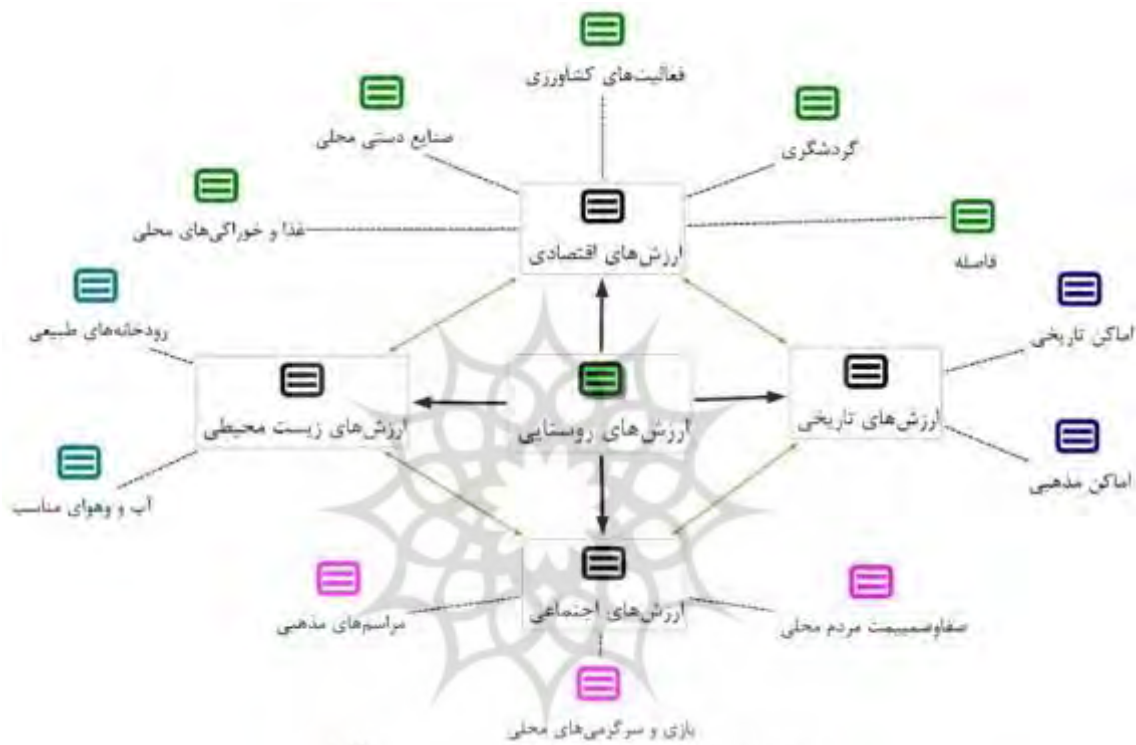 فعالیت‌های کشاورزی
صنایع دستی محلی
گردشگری
غذا و خوراکی‌های محلی
ارزش‌های اقتصادی
فاصله
رودخانه‌های طبیعی
اماکن تاریخی
ارزش‌های زیست محیطی
ارزش‌های روستایی
ارزش‌های تاریخی
آب و وهوای مناسب
اماکن مذهبی
مراسم‌های مذهبی
ارزش‌های اجتماعی
صفاوصمییمت مردم محلی
بازی و سرگرمی‌های محلی